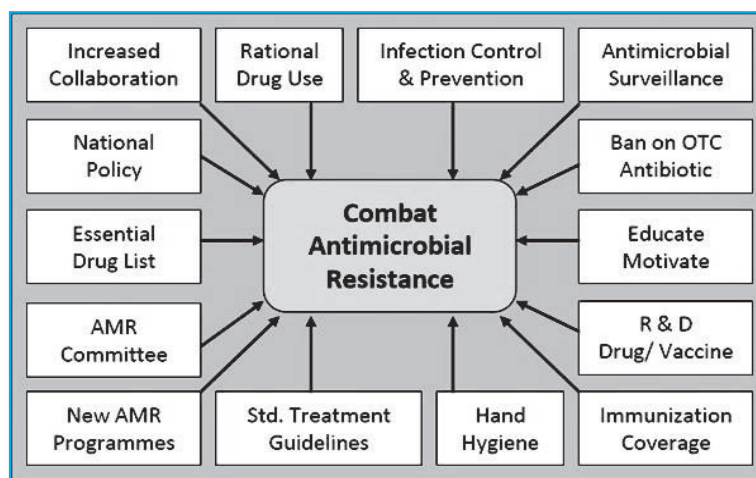 Increased
Collaboration
Rational
Drug Use
Infection Control
& Prevention
Antimicrobial
Surveillance
National
Policy
Ban on OTC
Antibiotic
Combat
Antimicrobial
Resistance
Essential
Drug List
Educate
Motivate
AMR
Committee
R & D
Drug/ Vaccine
New AMR
Programmes
Std. Treatment
Guidelines
Hand
Hygiene
Immunization
Coverage